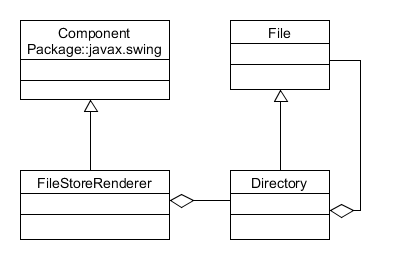 Component
Package::javax.swing
File
FileStoreRenderer
Directory